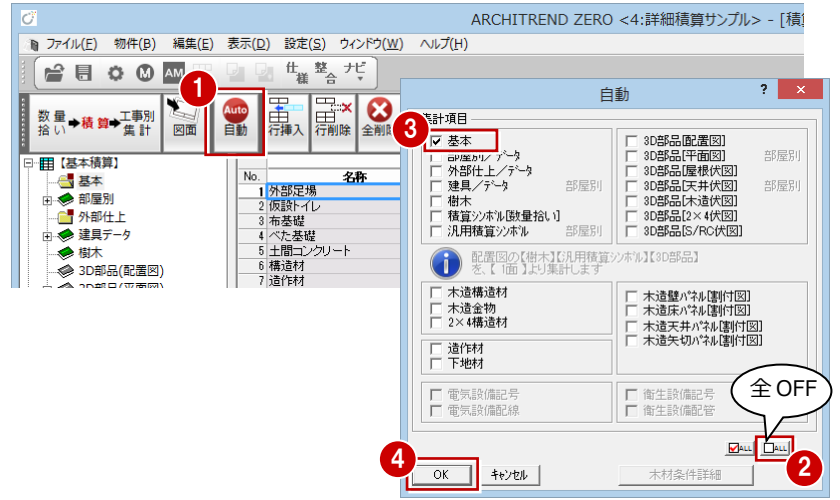 ARCHITREND ZERO <4:詳細積算サンプル> - [積
ファイル(F) 物件(B) 編集(E) 表示(D) 設定(S) ウィンドウ(W) ヘルプ(H)
AM 仕様 整合 ナビ
1
数量拾い 積算 工事別集計 図面 Auto 自動 行挿入 行削除 全削除
【基本積算】
基本
部屋別
外部仕上
建具データ
樹木
3D部品(配置図)
3D部品(平面図)
No. 名称
1 外部足場
2 仮設トイレ
3 布基礎
4 べた基礎
5 土間コンクリート
6 構造材
7 造作材
自動 ? ×
集計項目
3
基本
部屋別/データ
外部仕上/データ
建具/データ 部屋別
樹木
積算シンボル[数量拾い]
汎用積算シンボル 部屋別
3D部品[配置図]
3D部品[平面図] 部屋別
3D部品[屋根伏図]
3D部品[天井伏図] 部屋別
3D部品[木造伏図]
3D部品[2×4伏図]
3D部品[S/RC伏図]
配置図の【樹木】【汎用積算シンボル】【3D部品】
を、【 1面 】より集計します
木造構造材
木造金物
2×4構造材
木造壁パネル[割付図]
木造床パネル[割付図]
木造天井パネル[割付図]
木造矢切パネル[割付図]
造作材
下地材
電気設備記号
電気設備配線
衛生設備記号
衛生設備配管
全 OFF
ALL ALL
2
4
OK キャンセル 木材条件詳細